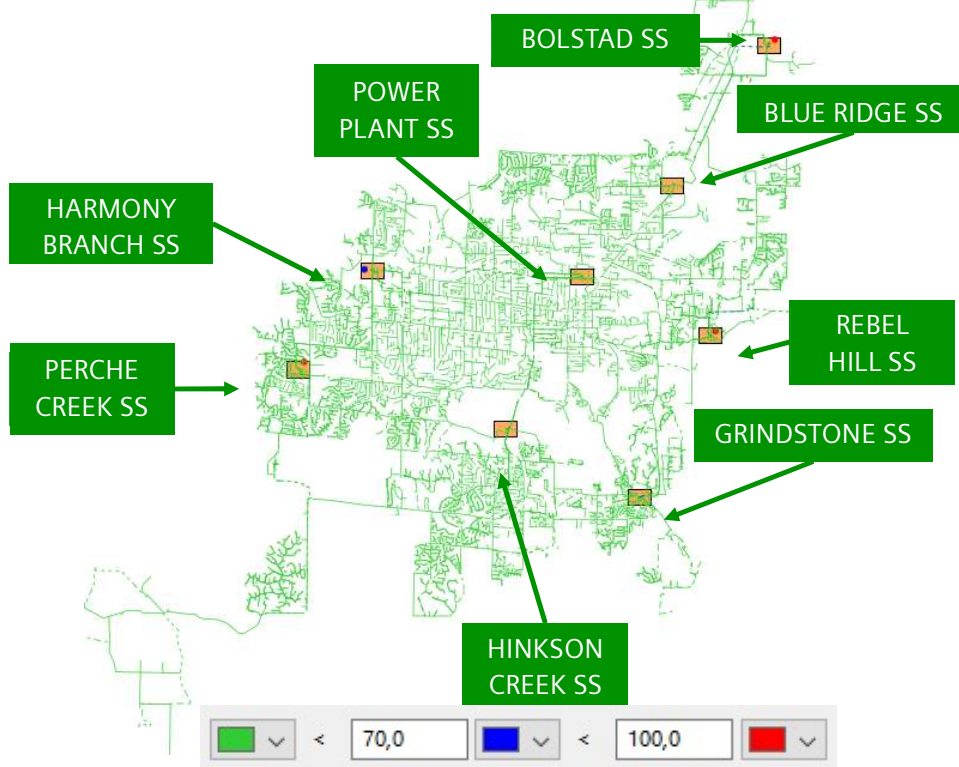 BOLSTAD SS
POWER
PLANT SS
BLUE RIDGE SS
HARMONY
BRANCH SS
REBEL
HILL SS
PERCHE
CREEK SS
GRINDSTONE SS
HINKSON
CREEK SS
< 70,0 < 100,0